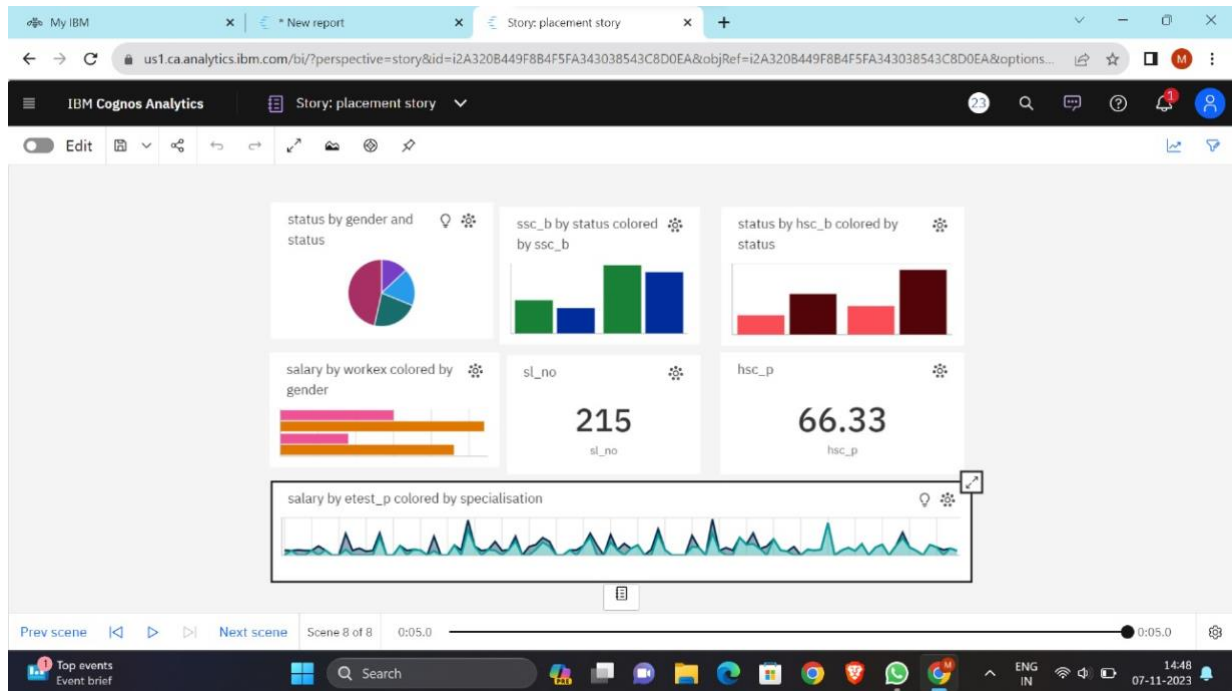 My IBM
* New report
Story: placement story
us1.ca.analytics.ibm.com/bi/?perspective=story&id=i2A320B449F8B4F5FA343038543C8D0EA&objRef=i2A320B449F8B4F5FA343038543C8D0EA&options...
M
IBM Cognos Analytics
Story: placement story
23
1
Edit
status by gender and
status
ssc_b by status colored
by ssc_b
status by hsc_b colored by
status
salary by workex colored by
gender
sl_no
215
sl_no
hsc_p
66.33
hsc_p
salary by etest_p colored by specialisation
Prev scene
Next scene
Scene 8 of 8
0:05.0
0:05.0
1
Top events
Event brief
Search
PRE
M
ENG
IN
14:48
07-11-2023